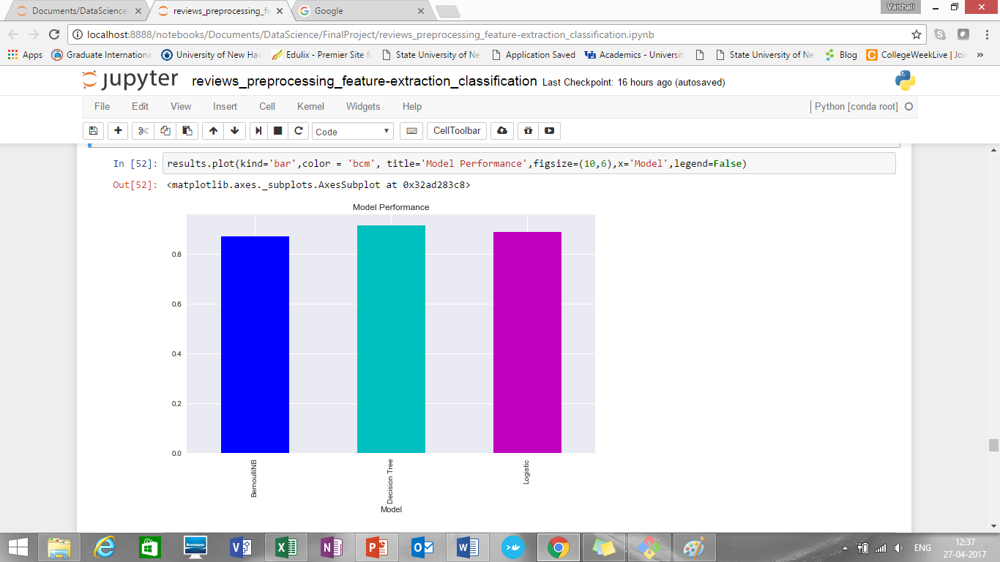 Vaishali
Documents/DataScience.
reviews_preprocessing_fe
Google
localhost:8888/notebooks/Documents/DataScience/FinalProject/reviews_preprocessing_feature-extraction_classification.ipynb
Apps
Graduate Internationa
University of New Hav
Edulix - Premier Site f
State University of Ne
Application Saved
Academics - Universit
State University of Ne
Blog
CollegeWeekLive | Joi
»
jupyter
reviews_preprocessing_feature-extraction_classification
Last Checkpoint: 16 hours ago (autosaved)
File
Edit
View
Insert
Cell
Kernel
Widgets
Help
Python [conda root]
Code
CellToolbar
In [52]:
results.plot(kind='bar',color = 'bcm', title='Model Performance',figsize=(10,6),x='Model',legend=False)
Out[52]:
<matplotlib.axes._subplots.AxesSubplot at 0x32ad283c8>
Model Performance
0.8
0.6
0.4
0.2
0.0
BernoulliNB
Decision Tree
Logistic
Model
lenovo
ENG
12:37
27-04-2017